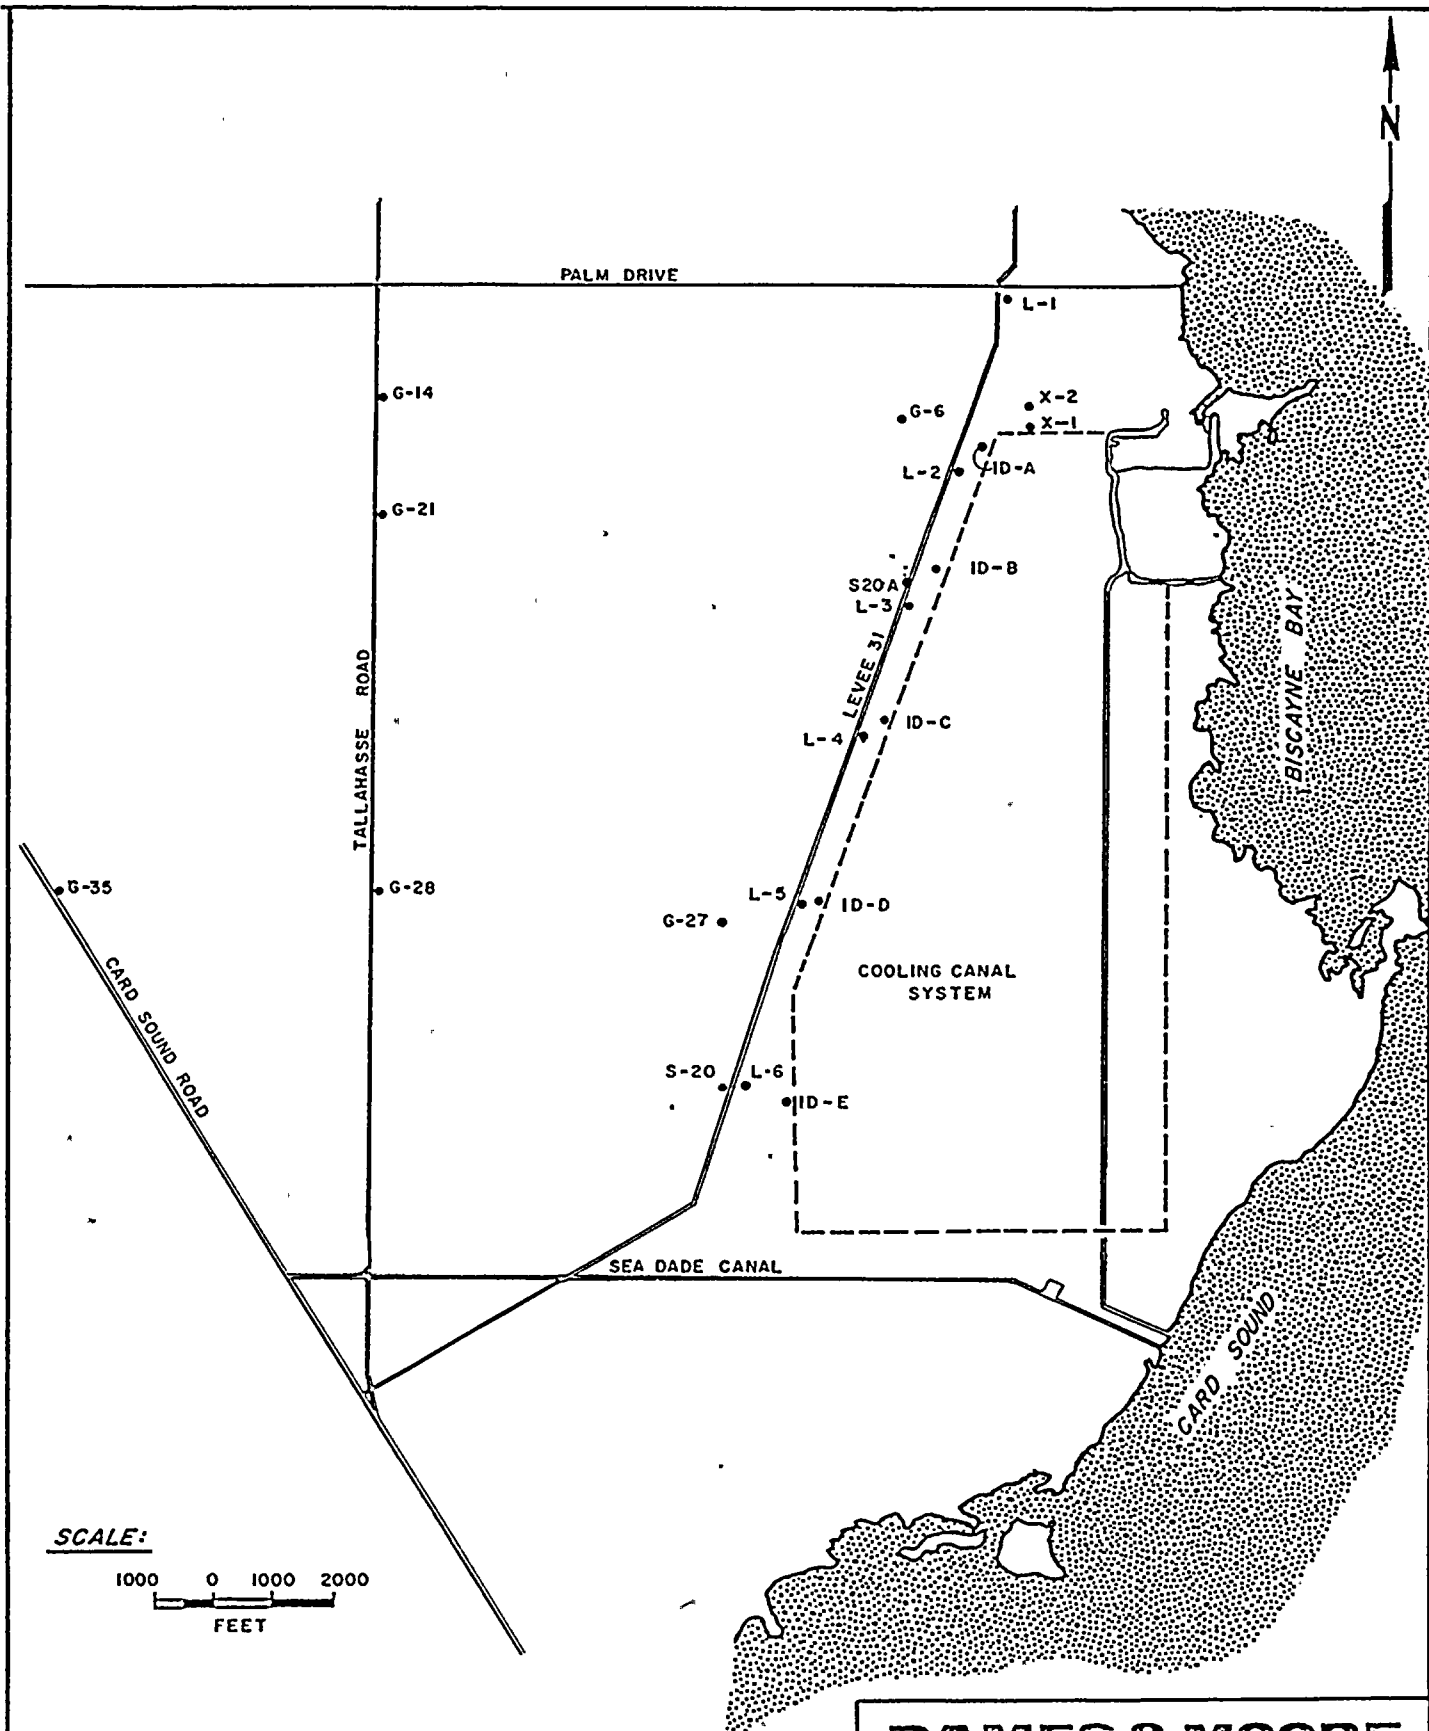 N
PALM DRIVE
L-1
G-14
X-2
G-6
X-1
L-2
ID-A
G-21
ID-B
S20A
L-3
BISCAYNE BAY
LEVEE 31
TALLAHASSE ROAD
ID-C
L-4
G-35
G-28
L-5
ID-D
G-27
COOLING CANAL
SYSTEM
CARD SOUND ROAD
S-20
L-6
ID-E
SEA DADE CANAL
CARD SOUND
SCALE:
1000 0 1000 2000
FEET
DAMES & MOORE